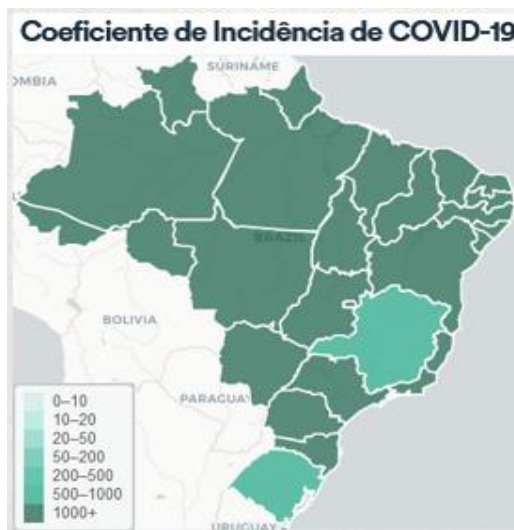 Coeficiente de Incidência de COVID-19
SURINAME
OMBIA
BRAZIL
BOLIVIA
PARAGUAY
0–10
10–20
20–50
50–200
200–500
500–1000
1000+
URUGUAY